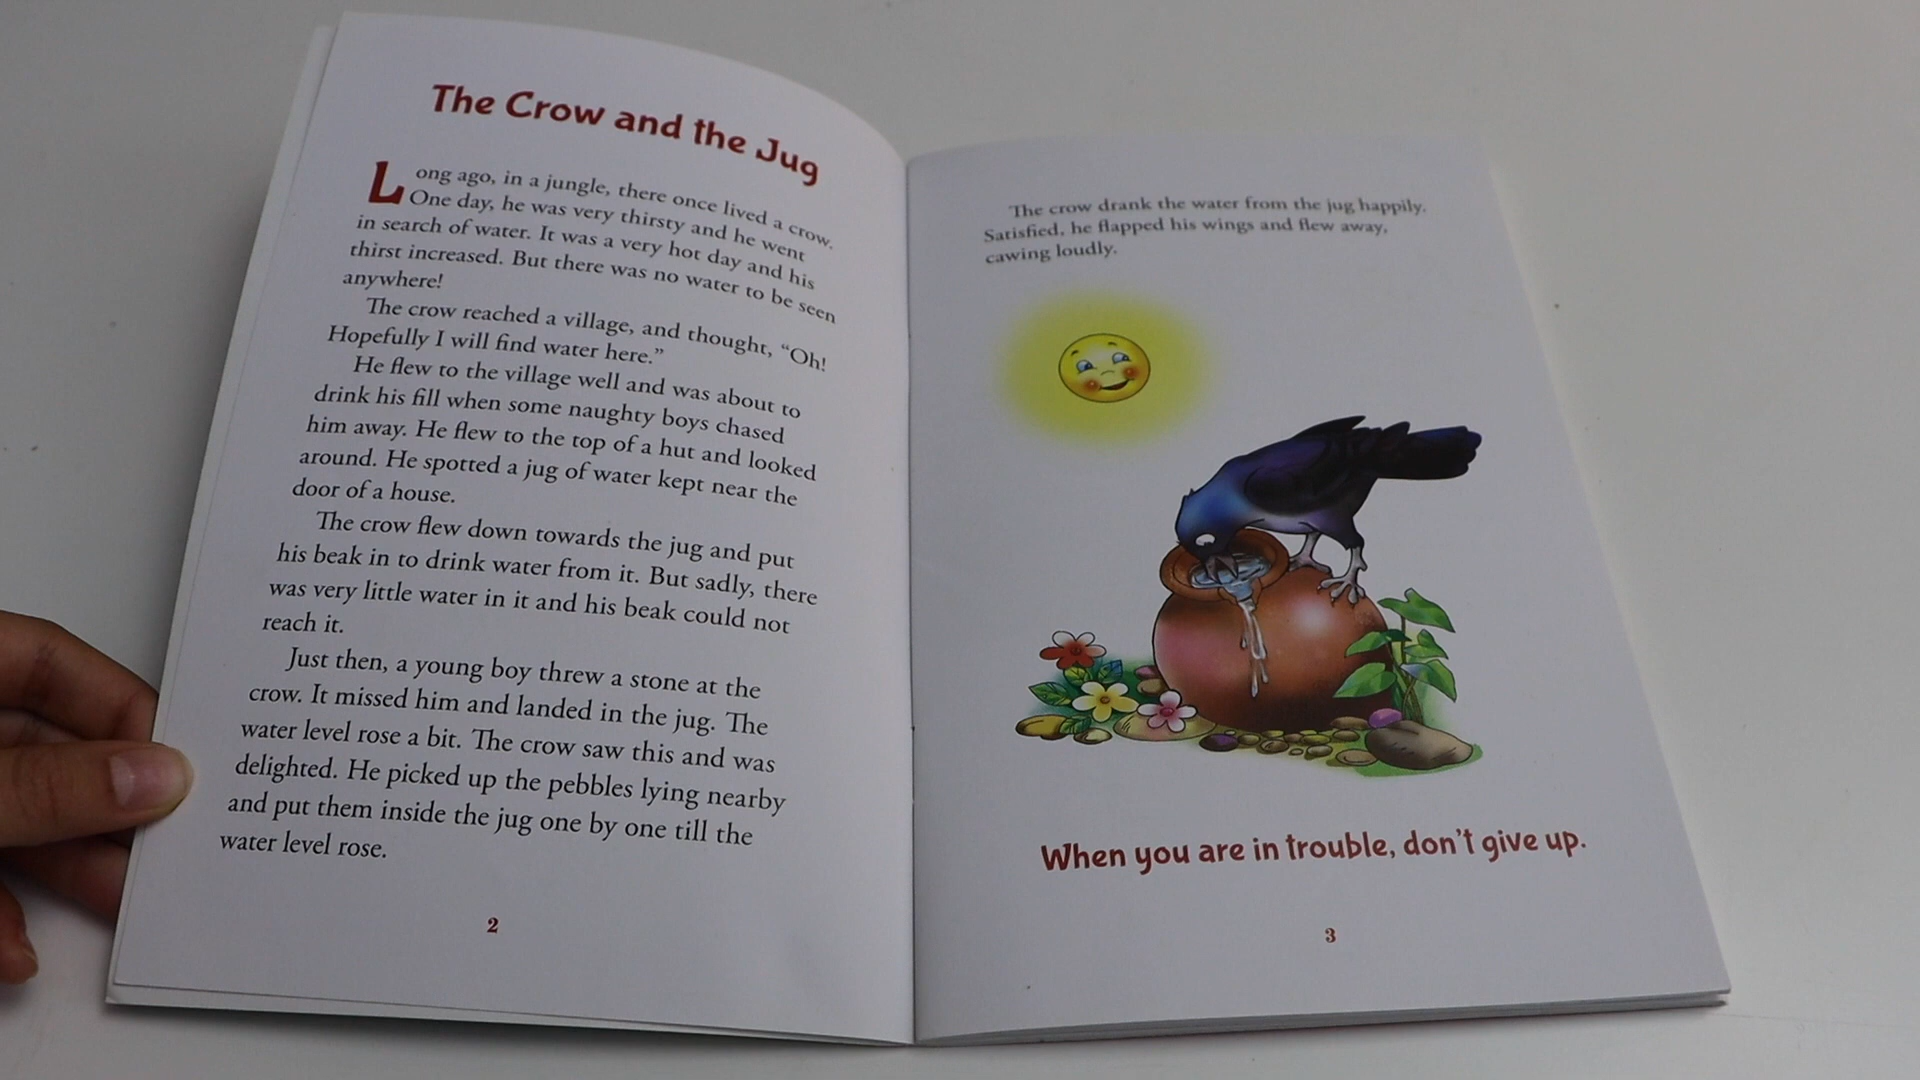 The Crow and the Jug
Long ago, in a jungle, there once lived a crow.
One day, he was very thirsty and he went
in search of water. It was a very hot day and his
thirst increased. But there was no water to be seen
anywhere!
The crow reached a village, and thought, “Oh!
Hopefully I will find water here.”
He flew to the village well and was about to
drink his fill when some naughty boys chased
him away. He flew to the top of a hut and looked
around. He spotted a jug of water kept near the
door of a house.
The crow flew down towards the jug and put
his beak in to drink water from it. But sadly, there
was very little water in it and his beak could not
reach it.
Just then, a young boy threw a stone at the
crow. It missed him and landed in the jug. The
water level rose a bit. The crow saw this and was
delighted. He picked up the pebbles lying nearby
and put them inside the jug one by one till the
water level rose.
2
The crow drank the water from the jug happily.
Satisfied, he flapped his wings and flew away,
cawing loudly.
When you are in trouble, don’t give up.
3